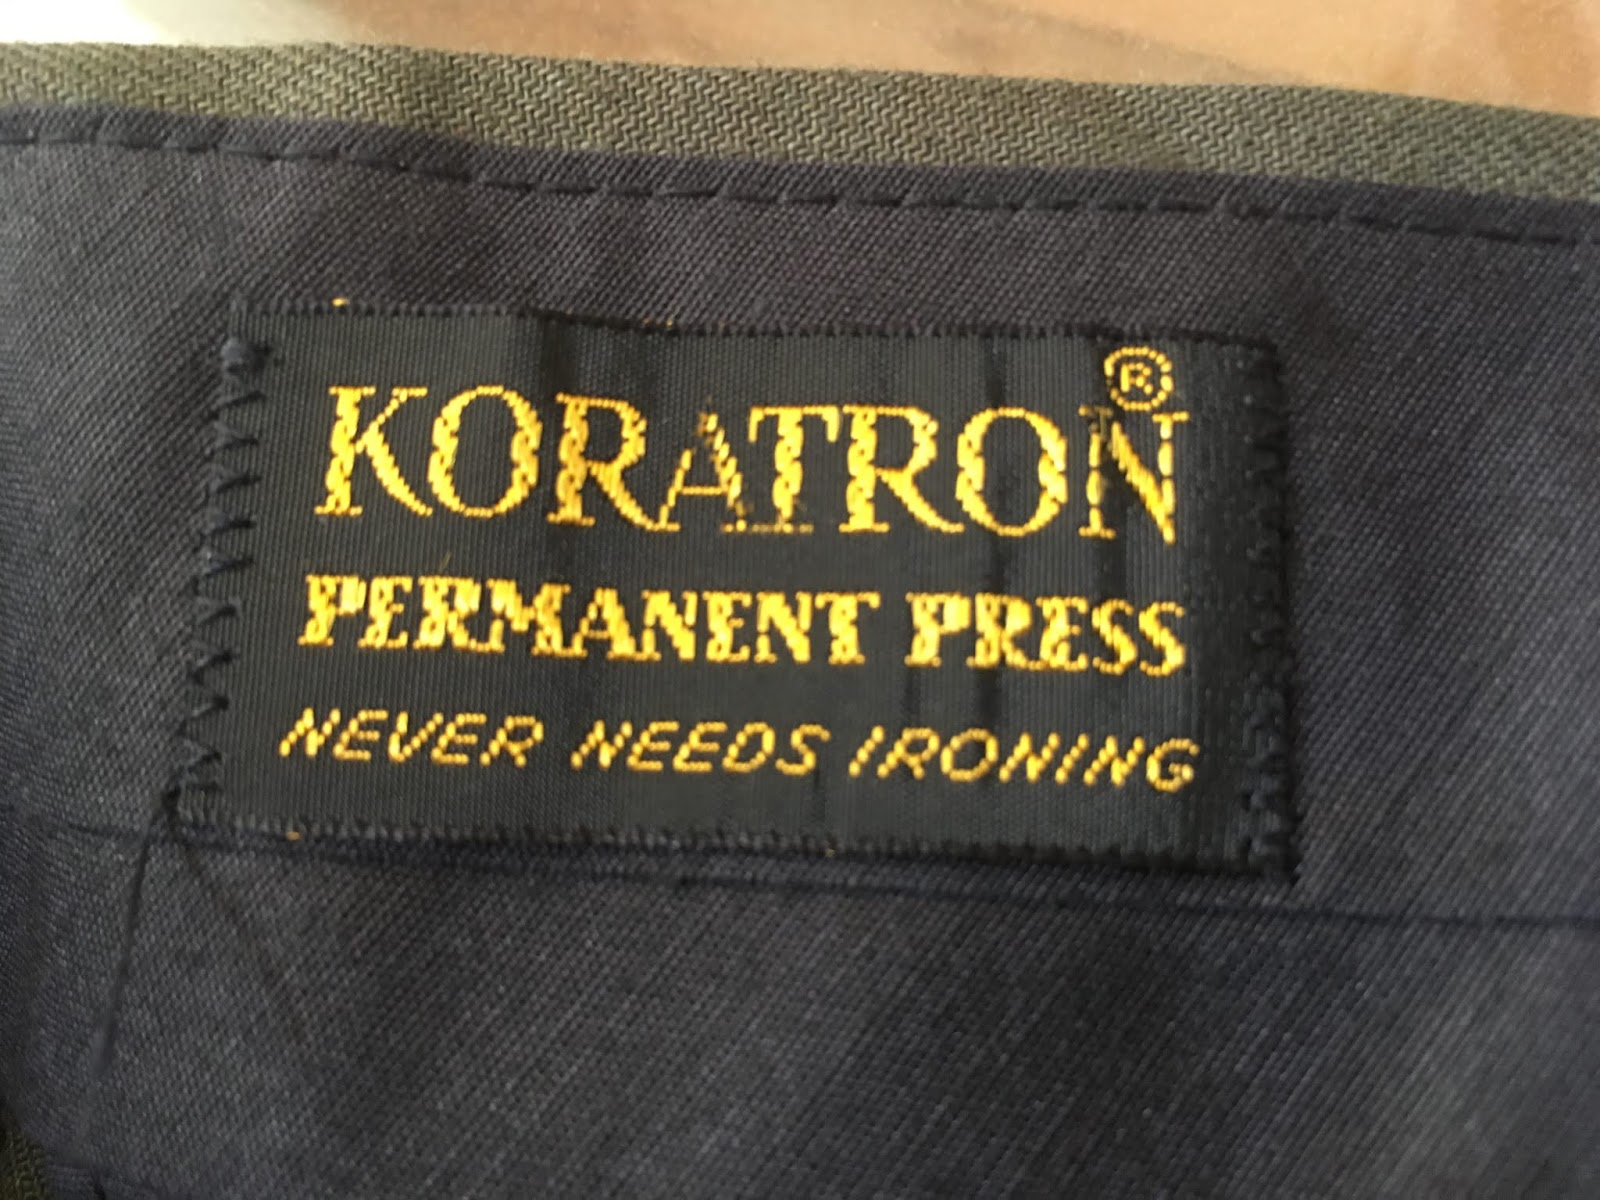 KORATRON®
PERMANENT PRESS
NEVER NEEDS IRONING